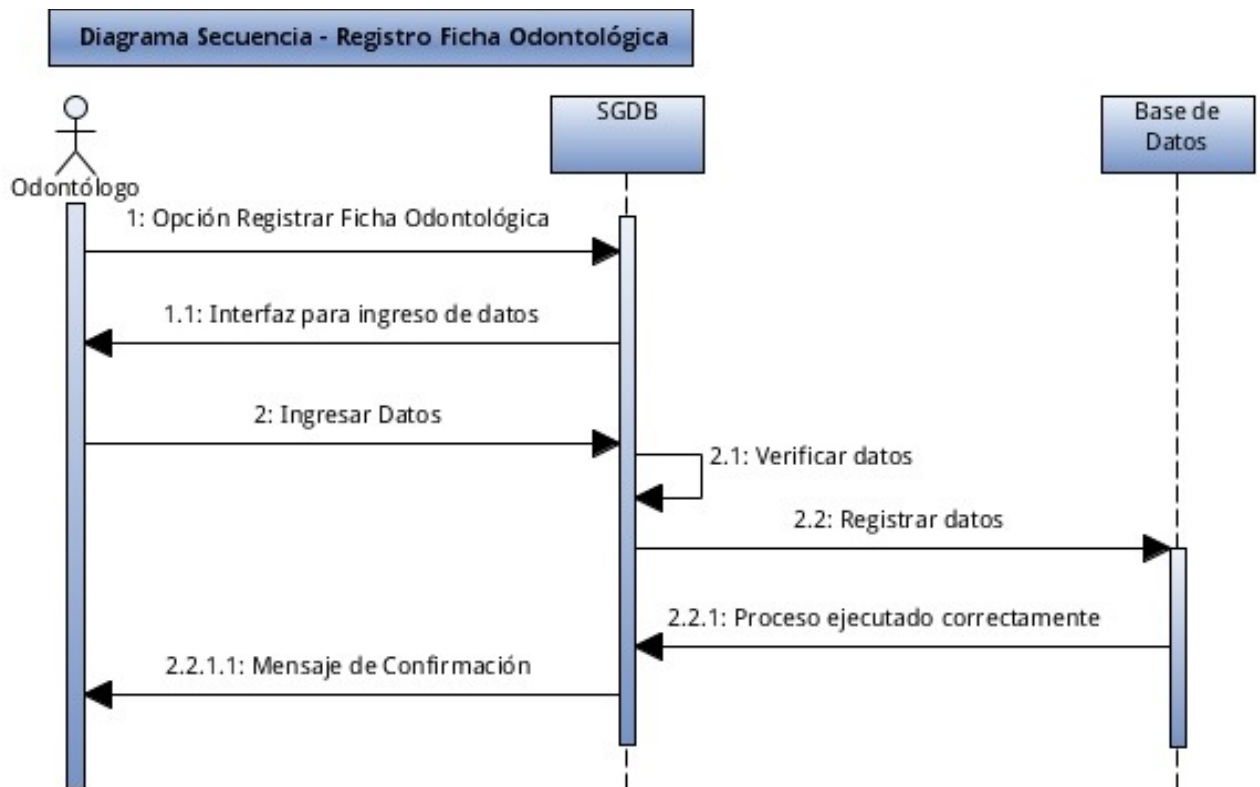 Diagrama Secuencia - Registro Ficha Odontológica
SGDB
Base de
Datos
Odontólogo
1: Opción Registrar Ficha Odontológica
1.1: Interfaz para ingreso de datos
2: Ingresar Datos
2.1: Verificar datos
2.2: Registrar datos
2.2.1: Proceso ejecutado correctamente
2.2.1.1: Mensaje de Confirmación